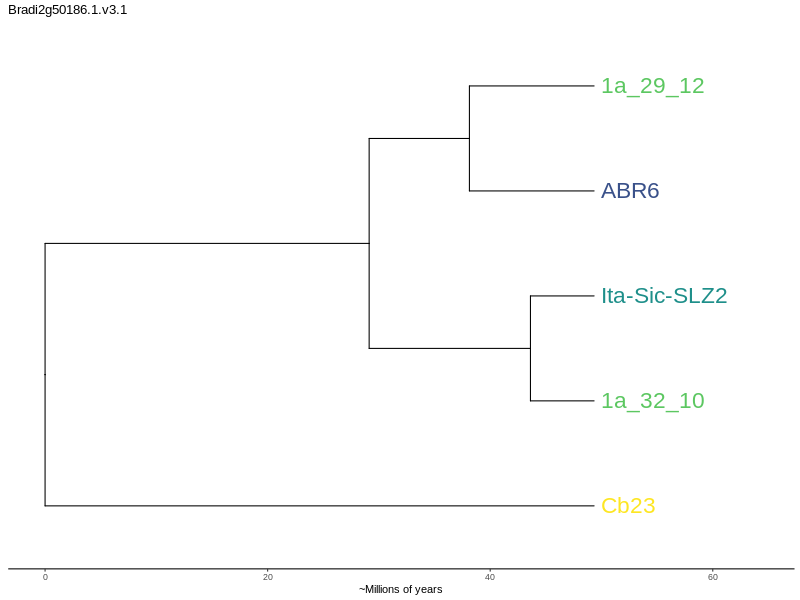 Bradi2g50186.1.v3.1
1a_29_12
ABR6
Ita-Sic-SLZ2
1a_32_10
Cb23
0 20 40 60
~Millions of years